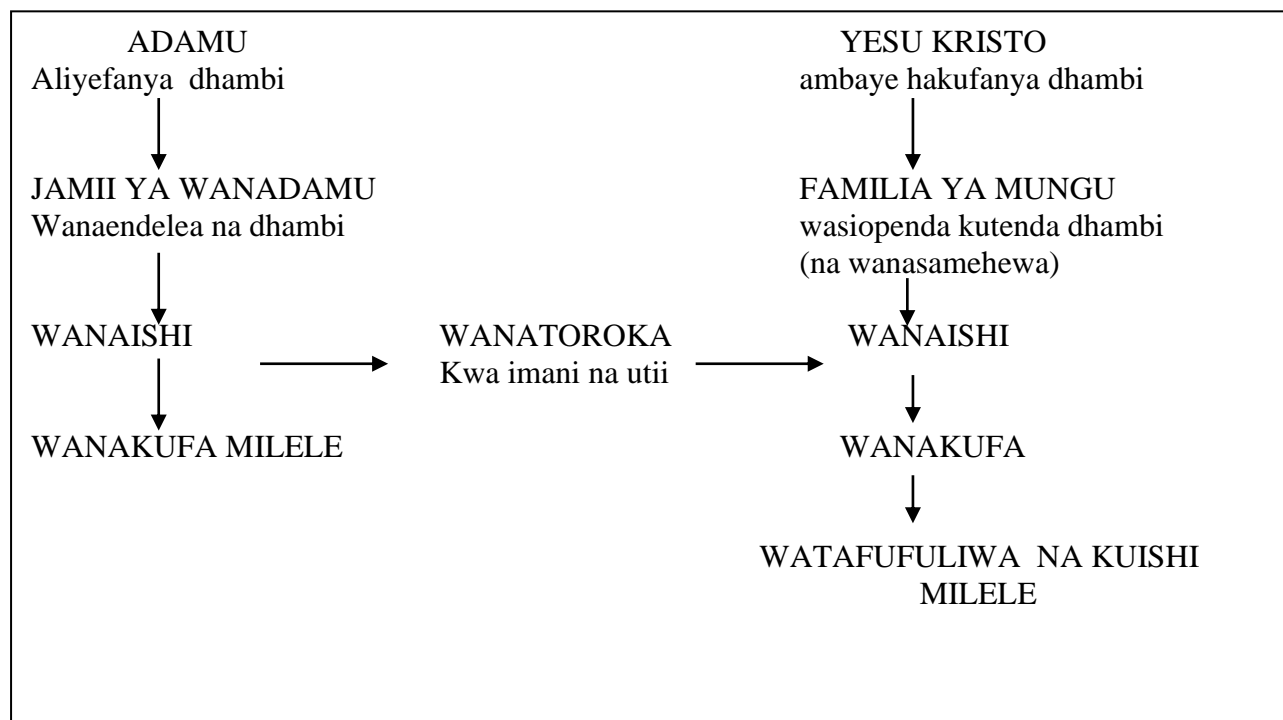 ADAMU
Aliyefanya dhambi
JAMII YA WANADAMU
Wanaendelea na dhambi
WANAISHI
WANAKUFA MILELE
WANATOROKA
Kwa imani na utii
YESU KRISTO
ambaye hakufanya dhambi
FAMILIA YA MUNGU
wasiopenda kutenda dhambi
(na wanasamehewa)
WANAISHI
WANAKUFA
WATAFUFULIWA NA KUISHI
MILELE